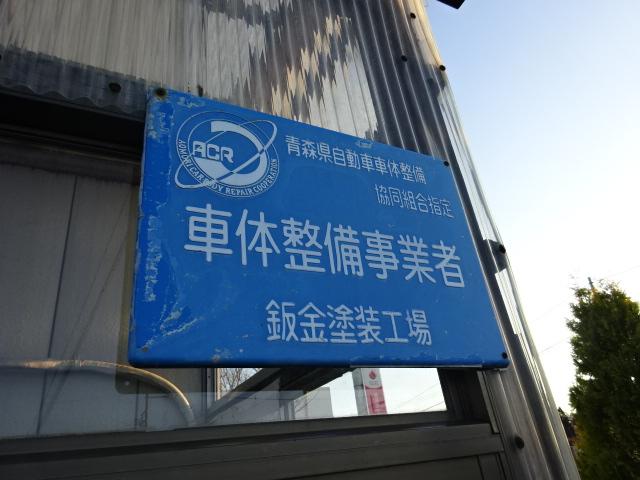 ACR
AOMORI CAR BODY REPAIR COOPERATION
青森県自動車車体整備
協同組合指定
車体整備事業者
鈑金塗装工場